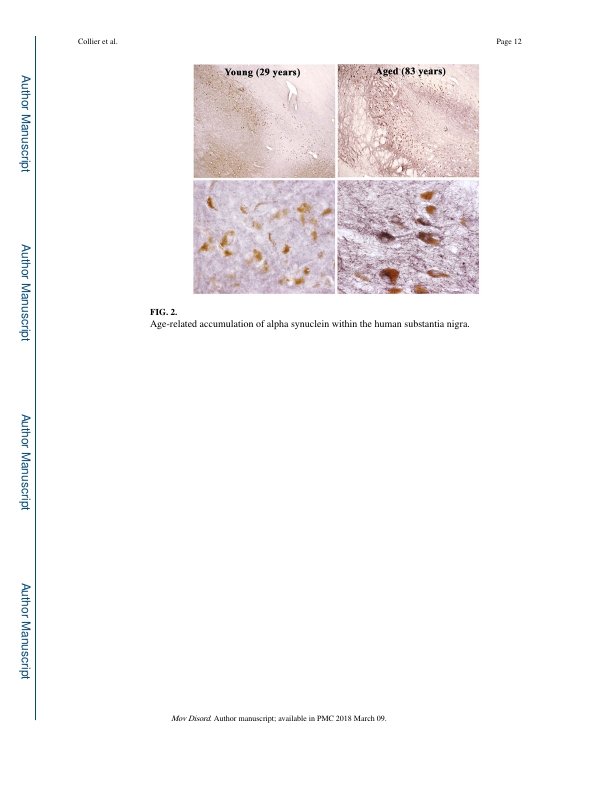 Collier et al.
Page 12
Author Manuscript
Author Manuscript
Author Manuscript
Author Manuscript
Young (29 years)
Aged (83 years)
FIG. 2.
Age-related accumulation of alpha synuclein within the human substantia nigra.
Mov Disord. Author manuscript; available in PMC 2018 March 09.